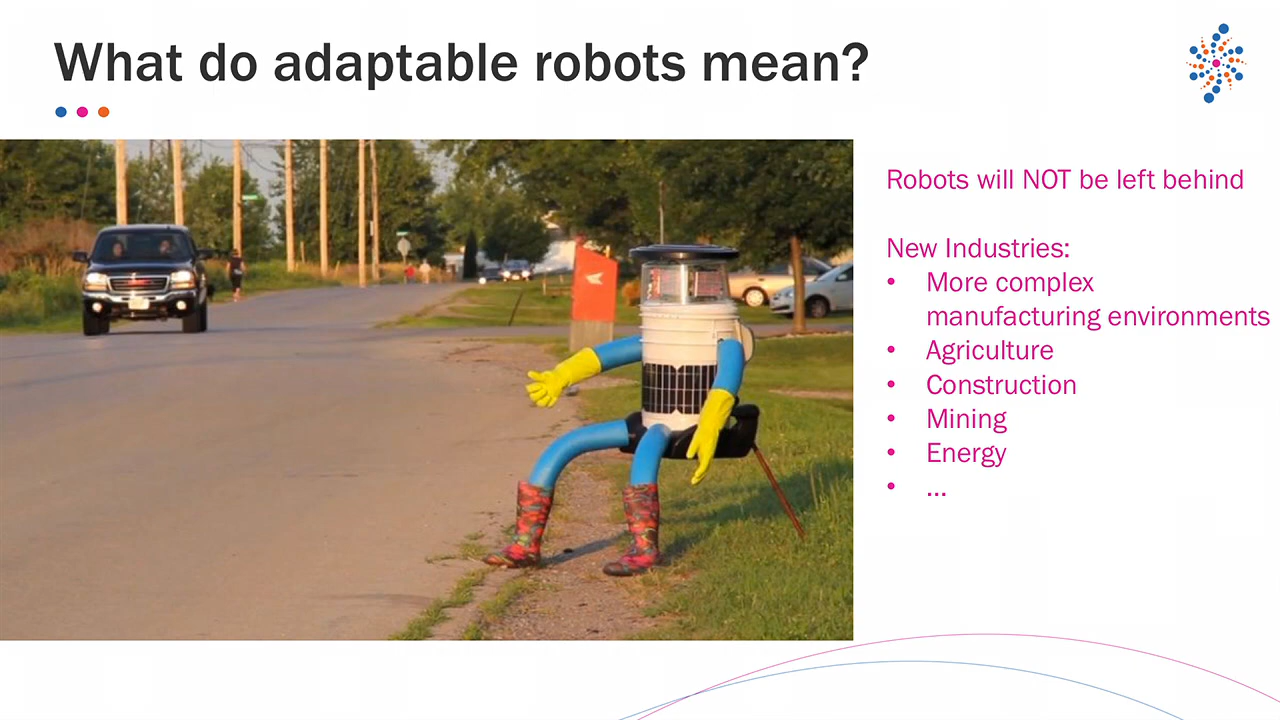 What do adaptable robots mean?
Robots will NOT be left behind
New Industries:
• More complex
manufacturing environments
• Agriculture
• Construction
• Mining
• Energy
• ...